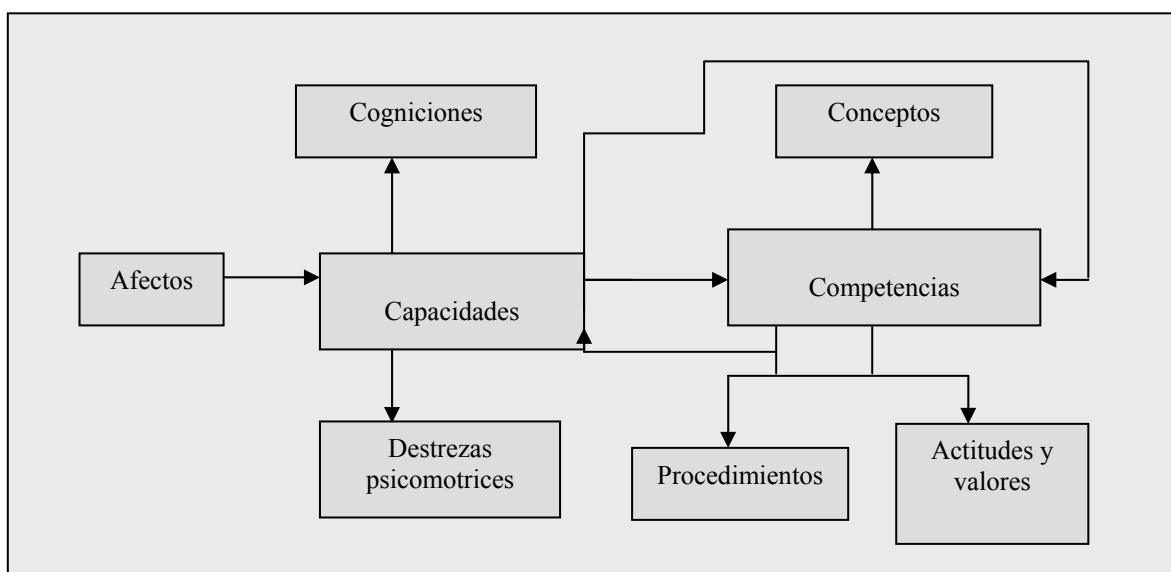 Cogniciones
Conceptos
Afectos
Capacidades
Competencias
Destrezas
psicomotrices
Procedimientos
Actitudes y
valores